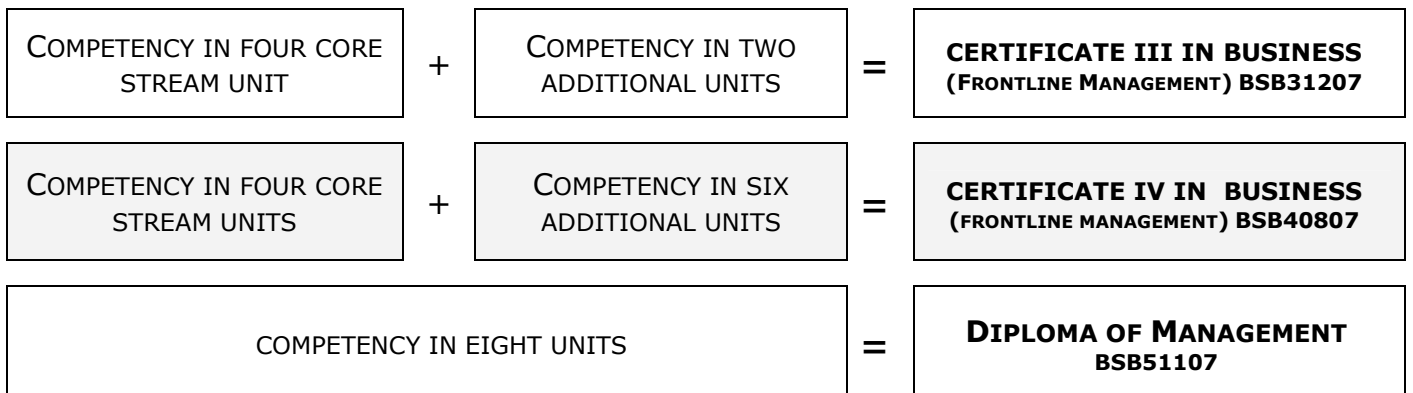 COMPETENCY IN FOUR CORE
STREAM UNIT
+
COMPETENCY IN TWO
ADDITIONAL UNITS
=
CERTIFICATE III IN BUSINESS
(FRONTLINE MANAGEMENT) BSB31207
COMPETENCY IN FOUR CORE
STREAM UNITS
+
COMPETENCY IN SIX
ADDITIONAL UNITS
=
CERTIFICATE IV IN BUSINESS
(FRONTLINE MANAGEMENT) BSB40807
COMPETENCY IN EIGHT UNITS
=
DIPLOMA OF MANAGEMENT
BSB51107